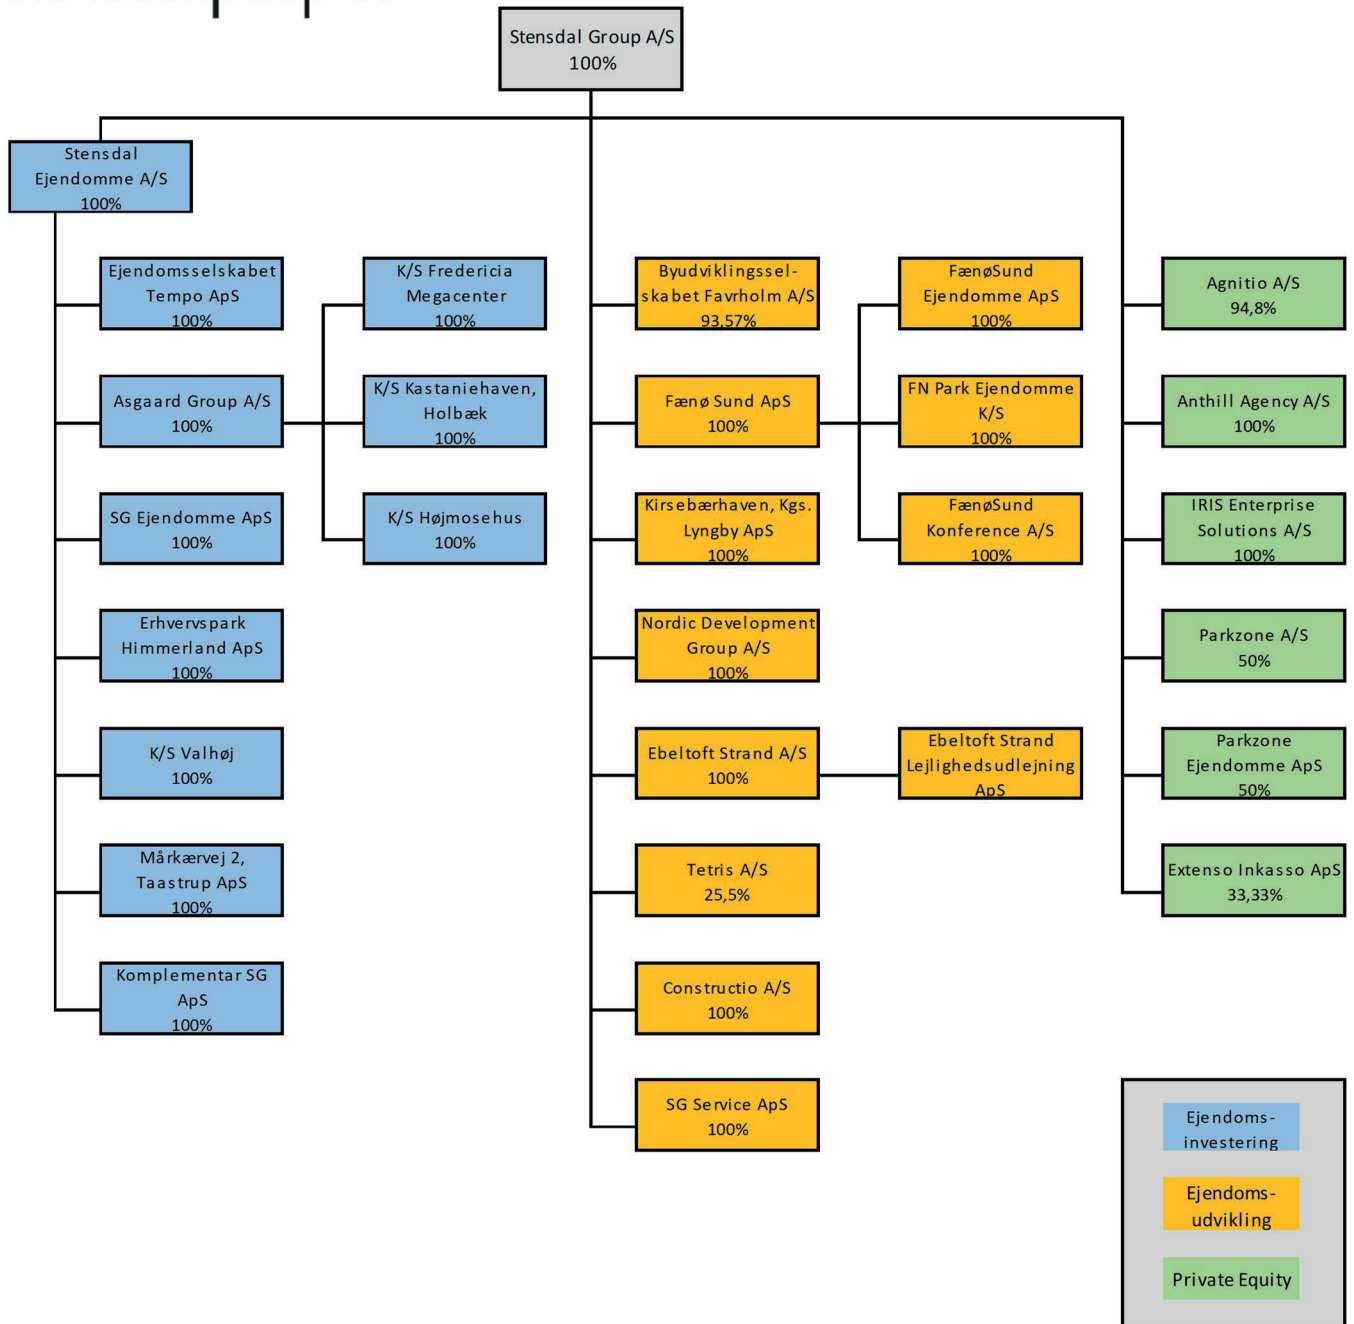 Stensdal Group A/S
100%
Stensdal
Ejendomme A/S
100%
Ejendomsselskabet
Tempo ApS
100%
K/S Fredericia
Megacenter
100%
Byudviklingssel-
skabet Favrholm A/S
93,57%
FænøSund
Ejendomme ApS
100%
Agnitio A/S
94,8%
Asgaard Group A/S
100%
K/S Kastaniehaven,
Holbæk
100%
Fænø Sund ApS
100%
FN Park Ejendomme
K/S
100%
Anthill Agency A/S
100%
SG Ejendomme ApS
100%
K/S Højmosehus
100%
Kirsebærhaven, Kgs.
Lyngby ApS
100%
FænøSund
Konference A/S
100%
IRIS Enterprise
Solutions A/S
100%
Erhvervspark
Himmerland ApS
100%
Nordic Development
Group A/S
100%
Parkzone A/S
50%
K/S Valhøj
100%
Ebeltoft Strand A/S
100%
Ebeltoft Strand
Lejlighedsudlejning
ApS
Parkzone
Ejendomme ApS
50%
Mårkærvej 2,
Taastrup ApS
100%
Tetris A/S
25,5%
Extenso Inkasso ApS
33,33%
Komplementar SG
ApS
100%
Constructio A/S
100%
SG Service ApS
100%
Ejendoms-
investering
Ejendoms-
udvikling
Private Equity